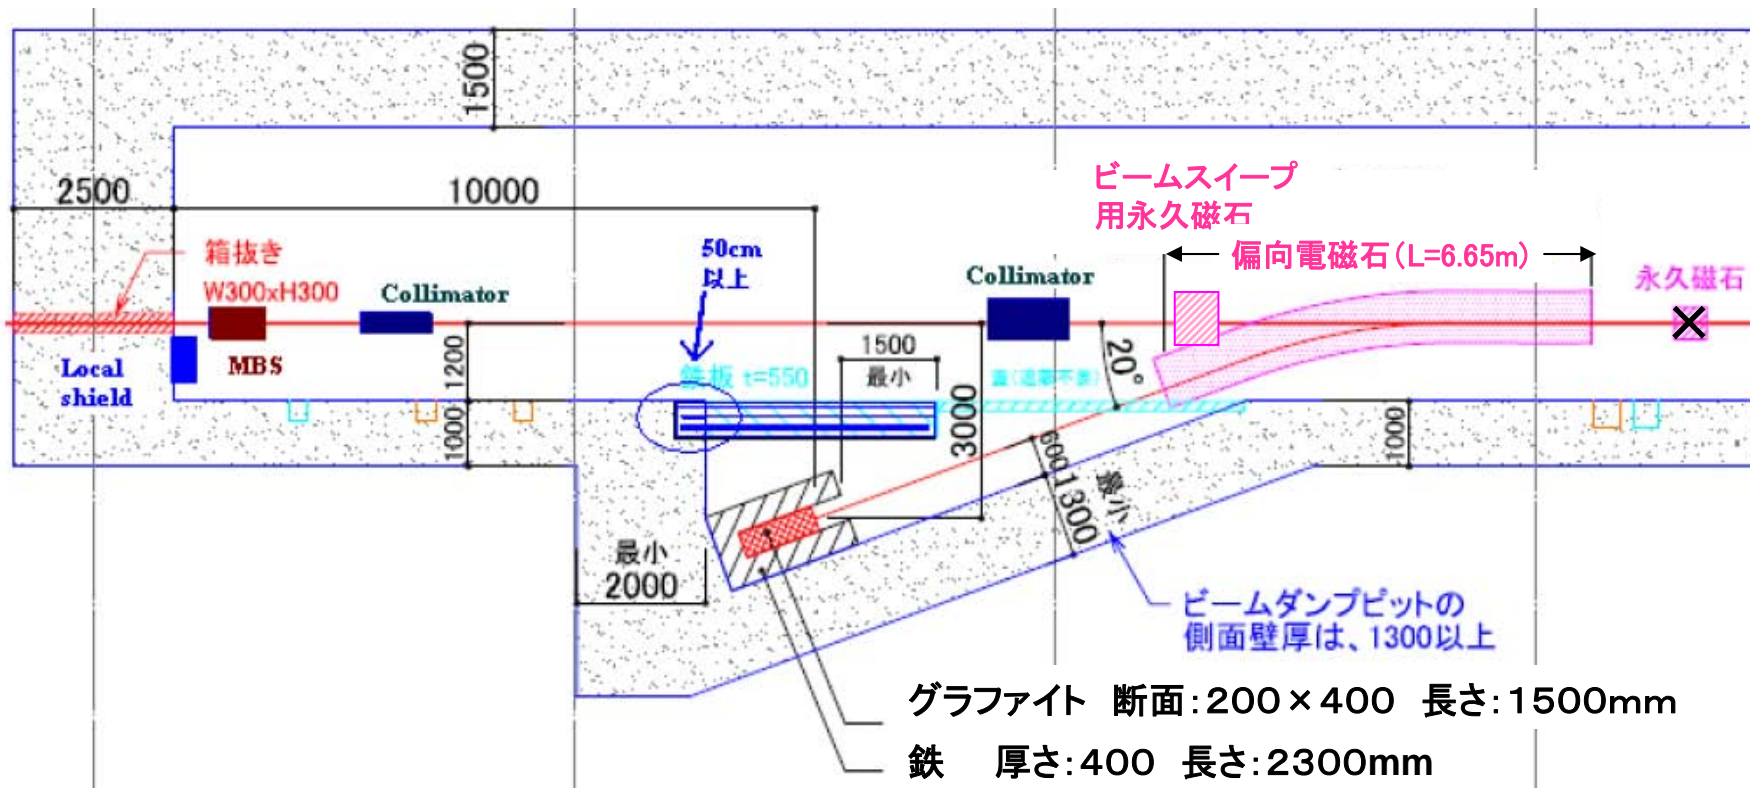 1500
2500
10000
ビームスイープ
用永久磁石
偏向電磁石(L=6.65m)
永久磁石
箱抜き
W300xH300
Collimator
50cm
以上
Collimator
Local
shield
MBS
1200
1000
鉄板 t=550
1500
最小
3000
20°
600
1300
最小
1000
最小
2000
ビームダンプピットの
側面壁厚は、1300以上
グラファイト 断面:200×400 長さ:1500mm
鉄 厚さ:400 長さ:2300mm